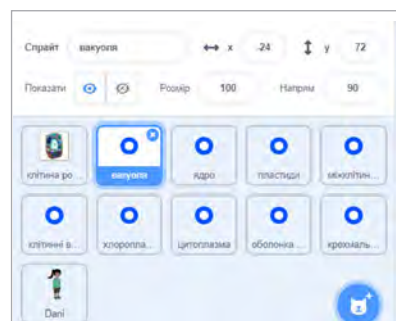 Спрайт вакуоля x -24 y 72
Показати Розмір 100 Напрям 90
клітина ро...
вакуоля
ядро
пластиди
міжклітин...
клітинні в...
хлоропла...
цитоплазма
оболонка ...
крохмаль...
Dani